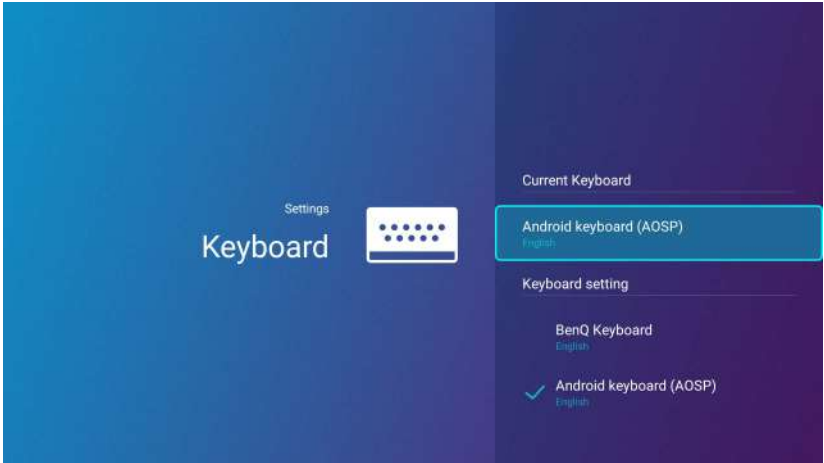 Settings
Keyboard
Current Keyboard
Android keyboard (AOSP)
English
Keyboard setting
BenQ Keyboard
English
Android keyboard (AOSP)
English